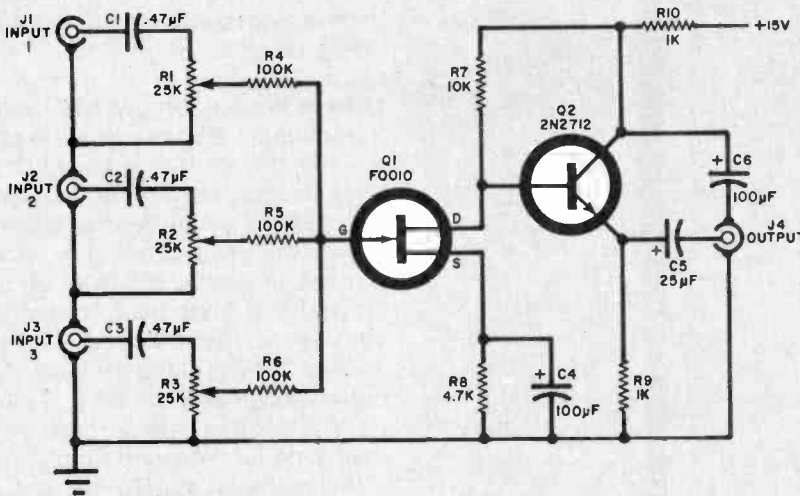 J1
INPUT
1
C1
.47µF
R1
25K
R4
100K
J2
INPUT
2
C2
.47µF
R2
25K
R5
100K
J3
INPUT
3
C3
.47µF
R3
25K
R6
100K
Q1
F0010
G
D
S
R7
10K
Q2
2N2712
R10
1K
+15V
+
C6
100µF
J4
OUTPUT
+
C5
25µF
R8
4.7K
+
C4
100µF
R9
1K